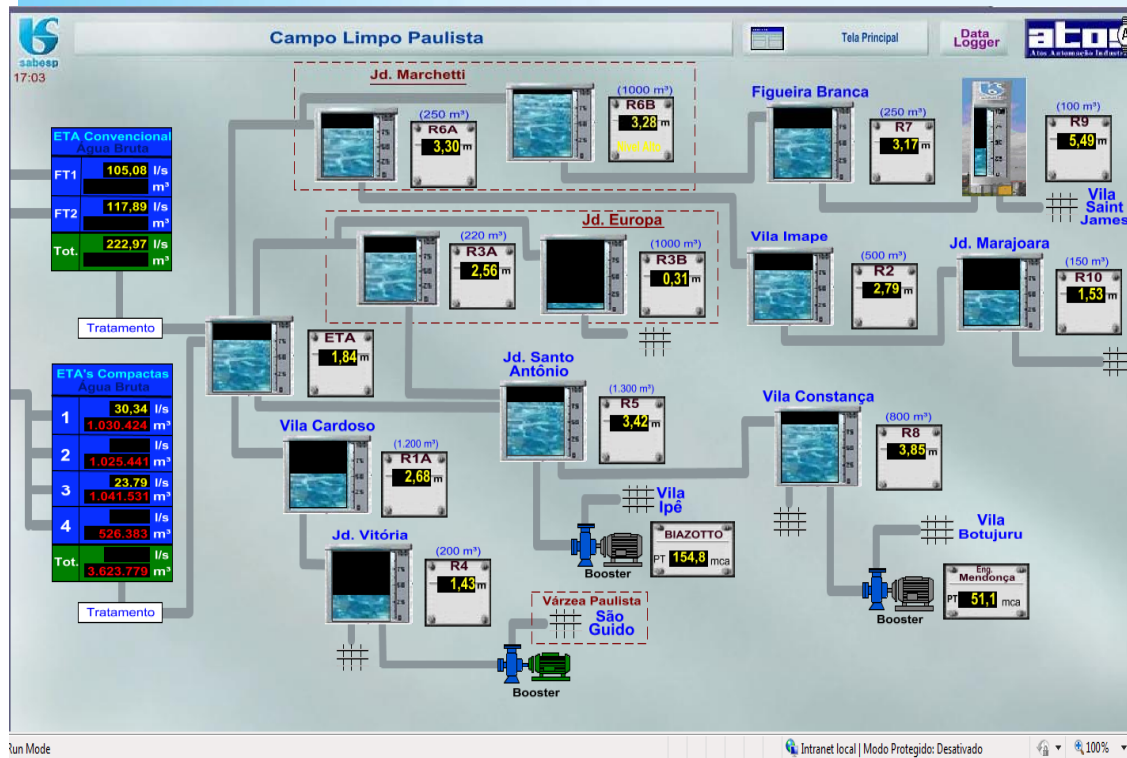 Campo Limpo Paulista
Tela Principal
Data
Logger
atos
Atos Automação Industri
sabesp
17:03
ETA Convencional
Água Bruta
FT1
105,08 l/s
m³
FT2
117,89 l/s
m³
Tot.
222,97 l/s
m³
Tratamento
ETA's Compactas
Água Bruta
1
30,34 l/s
1.030.424 m³
2
l/s
1.025.441 m³
3
23.79 l/s
1.041.531 m³
4
l/s
526.383 m³
Tot.
l/s
3.623.779 m³
Tratamento
Jd. Marchetti
(250 m³)
R6A
3,30 m
(1000 m³)
R6B
3,28 m
Nível Alto
Figueira Branca
(250 m³)
R7
3,17 m
(100 m³)
R9
5,49 m
Vila
Saint
James
Jd. Europa
(220 m³)
R3A
2,56 m
(1000 m³)
R3B
0,31 m
Vila Imape
(500 m³)
R2
2,79 m
Jd. Marajoara
(150 m³)
R10
1,53 m
ETA
1,84 m
Jd. Santo
Antônio
(1.300 m³)
R5
3,42 m
Vila Constança
(800 m³)
R8
3,85 m
Vila Cardoso
(1.200 m³)
R1A
2,68 m
Vila
Ipê
BIAZOTTO
PT 154,8 mca
Booster
Vila
Botujuru
Eng.
Mendonça
PT 51,1 mca
Booster
Jd. Vitória
(200 m³)
R4
1,43 m
Várzea Paulista
São
Guido
Booster
Run Mode
Intranet local | Modo Protegido: Desativado
100%